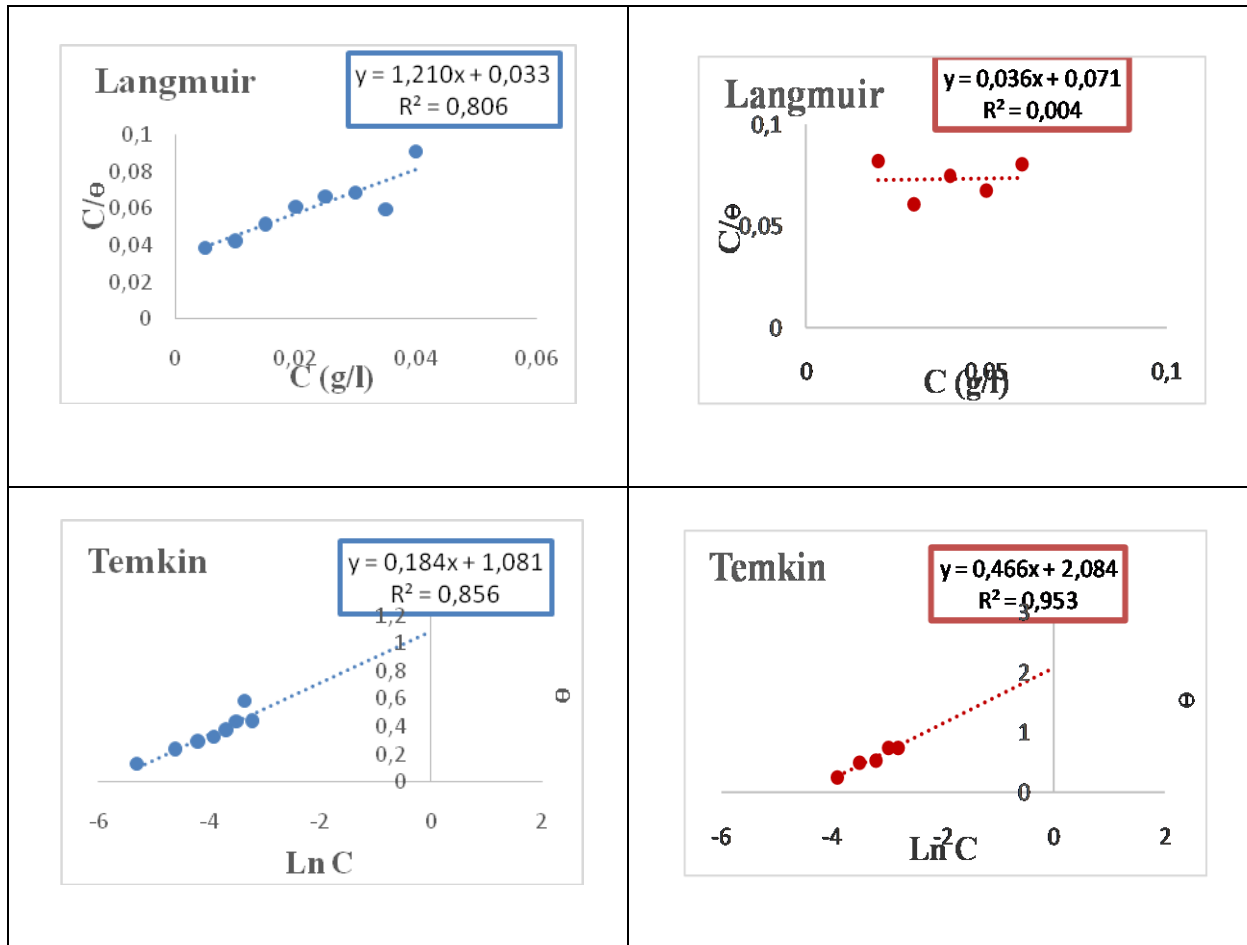 Langmuir
y = 1,210x + 0,033
R² = 0,806
0,1
0,08
0,06
0,04
0,02
0
C/ɵ
0 0,02 0,04 0,06
C (g/l)
Langmuir
y = 0,036x + 0,071
R² = 0,004
0,1
0,05
0
C/ɵ
0 0,05 0,1
C (g/l)
Temkin
y = 0,184x + 1,081
R² = 0,856
1,2
1
0,8
0,6
0,4
0,2
0
ɵ
-6 -4 -2 0 2
Ln C
Temkin
y = 0,466x + 2,084
R² = 0,953
3
2
1
0
ɵ
-6 -4 -2 0 2
Ln C